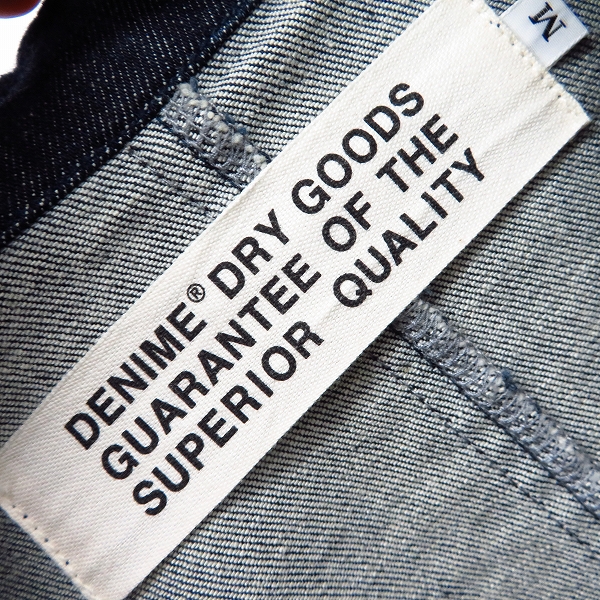 M
DENIME® DRY GOODS
GUARANTEE OF THE
SUPERIOR QUALITY